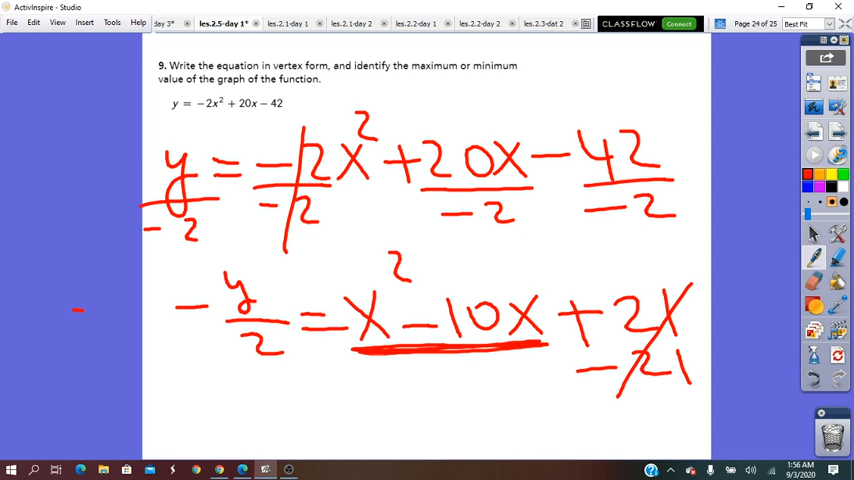 ActivInspire - Studio
File Edit View Insert Tools Help
day 3* les.2.5-day 1* les.2.1-day 1 les.2.1-day 2 les.2.2-day 1 les.2.2-day 2 les.2.3-dat 2 CLASSFLOW Connect Page 24 of 25 Best Pit
9. Write the equation in vertex form, and identify the maximum or minimum
value of the graph of the function.
y = −2x² + 20x − 42
y = −2x² + 20x − 42
−2 −2 −2 −2
− y/2 = x² − 10x + 21
− 21
1:56 AM
9/3/2020